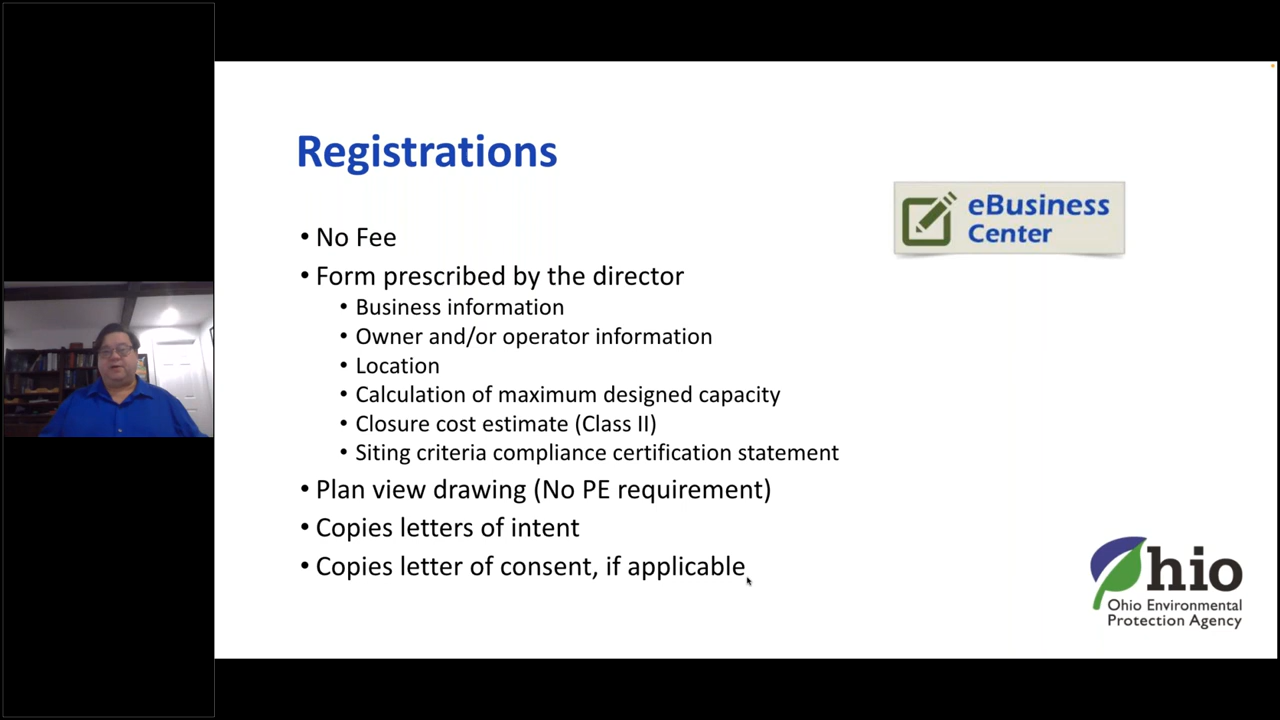 Registrations
eBusiness
Center
• No Fee
• Form prescribed by the director
• Business information
• Owner and/or operator information
• Location
• Calculation of maximum designed capacity
• Closure cost estimate (Class II)
• Siting criteria compliance certification statement
• Plan view drawing (No PE requirement)
• Copies letters of intent
• Copies letter of consent, if applicable
Ohio
Ohio Environmental
Protection Agency